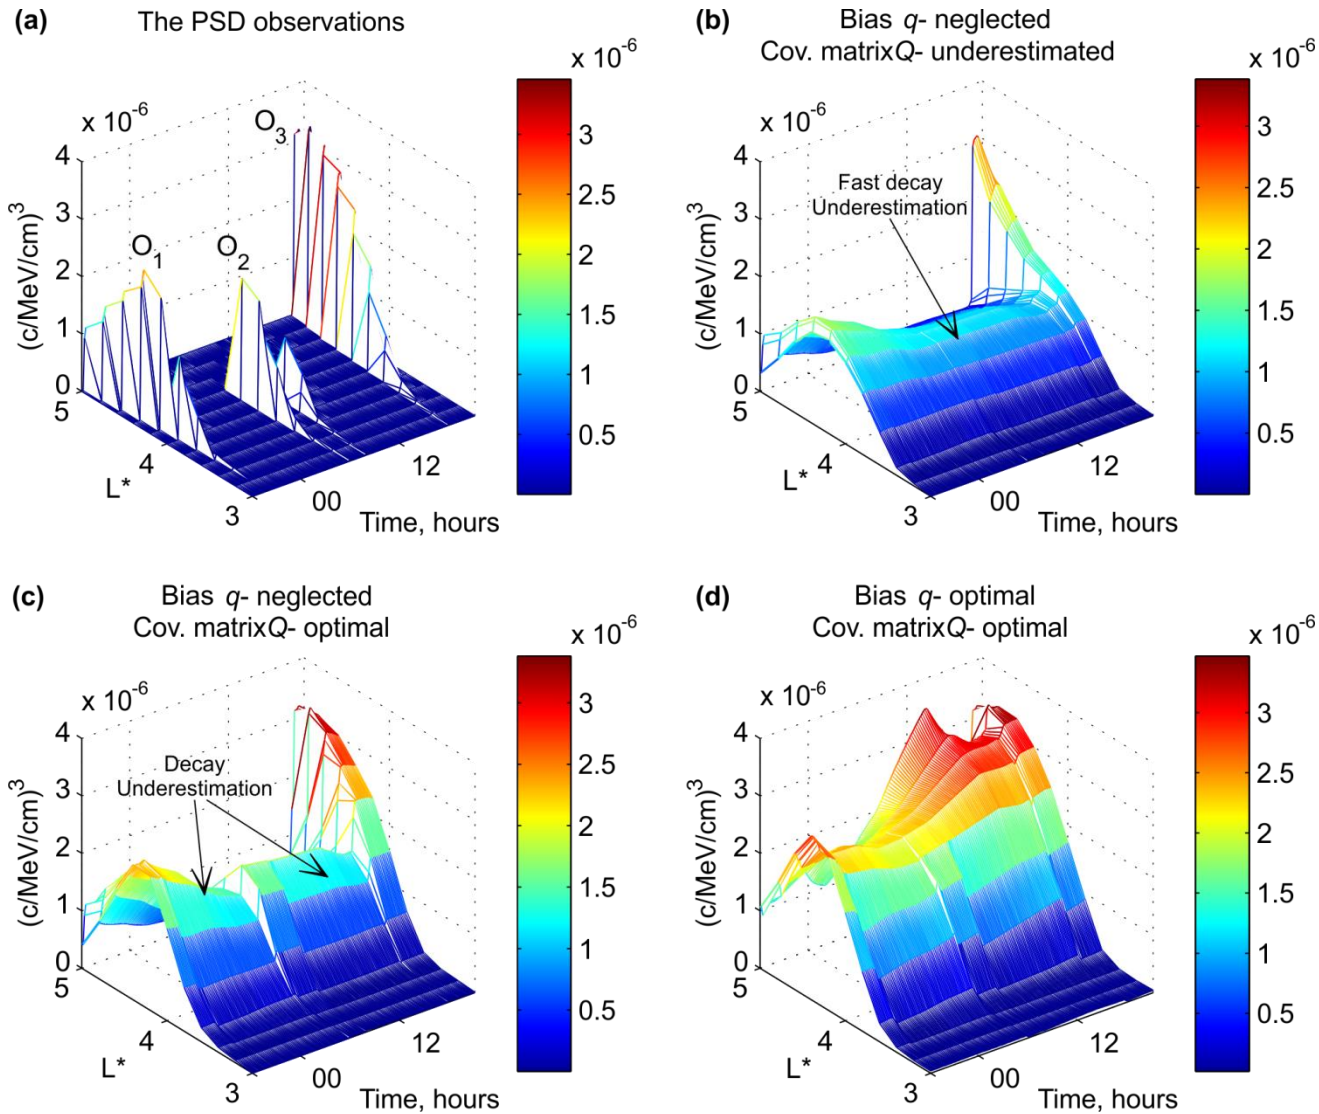 (a)
The PSD observations
x 10⁻⁶
x 10⁻⁶
O₃
O₁
O₂
(c/MeV/cm)³
4
3
2
1
0
5
4
3
L*
00
12
Time, hours
3
2.5
2
1.5
1
0.5
(b)
Bias q- neglected
Cov. matrixQ- underestimated
x 10⁻⁶
x 10⁻⁶
Fast decay
Underestimation
(c/MeV/cm)³
4
3
2
1
0
5
4
3
L*
00
12
Time, hours
3
2.5
2
1.5
1
0.5
(c)
Bias q- neglected
Cov. matrixQ- optimal
x 10⁻⁶
x 10⁻⁶
Decay
Underestimation
(c/MeV/cm)³
4
3
2
1
0
5
4
3
L*
00
12
Time, hours
3
2.5
2
1.5
1
0.5
(d)
Bias q- optimal
Cov. matrixQ- optimal
x 10⁻⁶
x 10⁻⁶
(c/MeV/cm)³
4
3
2
1
0
5
4
3
L*
00
12
Time, hours
3
2.5
2
1.5
1
0.5